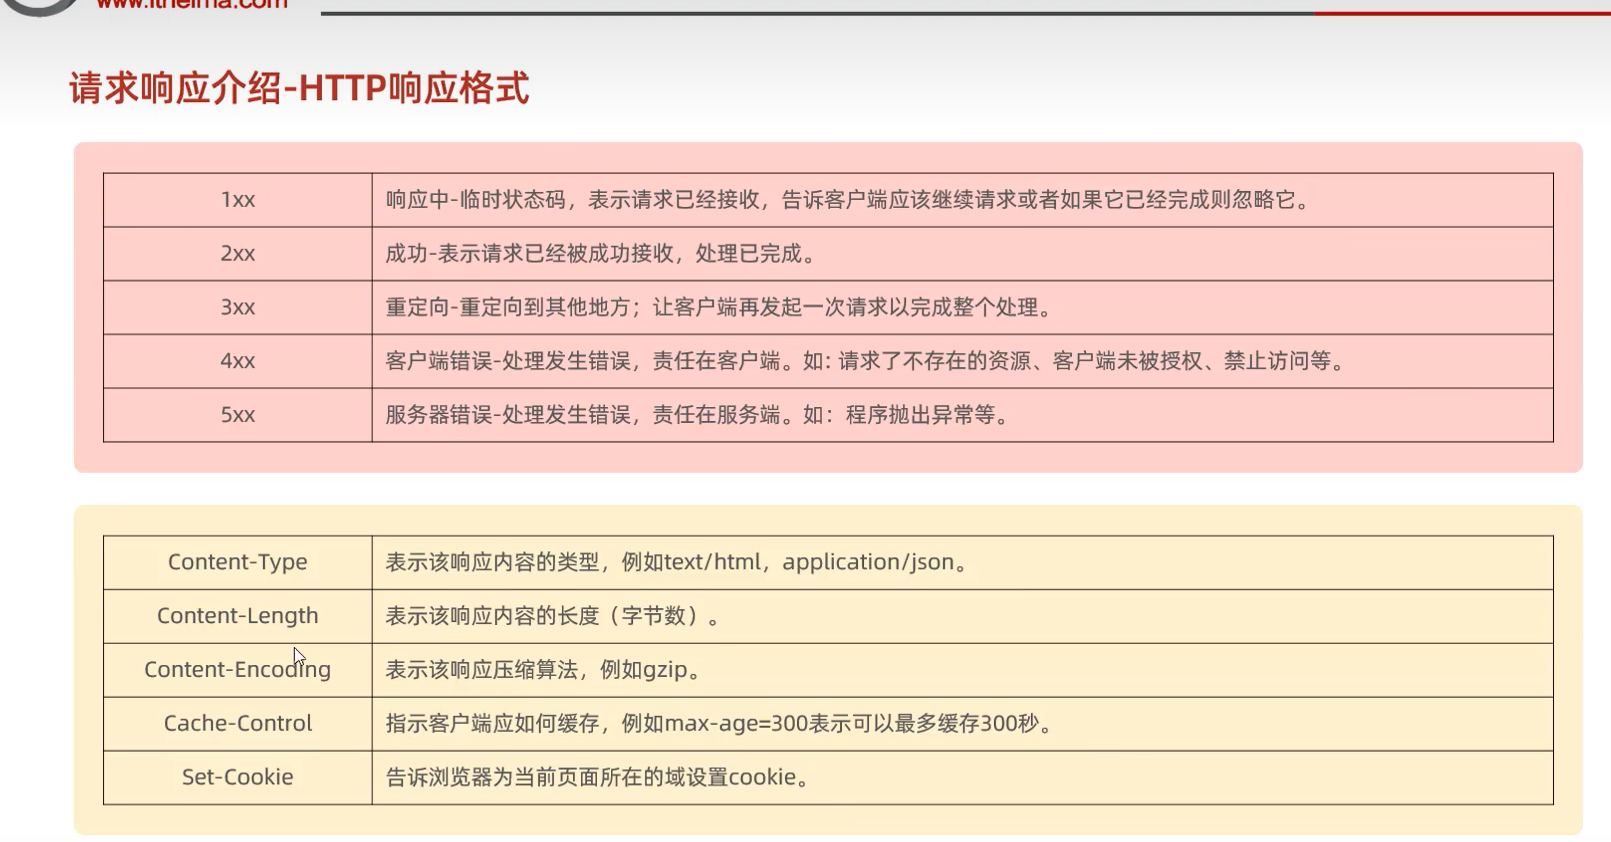 www.itheima.com
请求响应介绍-HTTP响应格式
1xx 响应中-临时状态码，表示请求已经接收，告诉客户端应该继续请求或者如果它已经完成则忽略它。
2xx 成功-表示请求已经被成功接收，处理已完成。
3xx 重定向-重定向到其他地方；让客户端再发起一次请求以完成整个处理。
4xx 客户端错误-处理发生错误，责任在客户端。如: 请求了不存在的资源、客户端未被授权、禁止访问等。
5xx 服务器错误-处理发生错误，责任在服务端。如：程序抛出异常等。
Content-Type 表示该响应内容的类型，例如text/html，application/json。
Content-Length 表示该响应内容的长度（字节数）。
Content-Encoding 表示该响应压缩算法，例如gzip。
Cache-Control 指示客户端应如何缓存，例如max-age=300表示可以最多缓存300秒。
Set-Cookie 告诉浏览器为当前页面所在的域设置cookie。